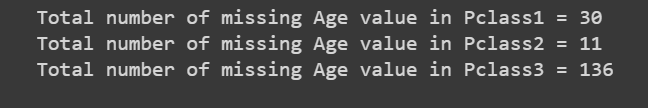 Total number of missing Age value in Pclass1 = 30
Total number of missing Age value in Pclass2 = 11
Total number of missing Age value in Pclass3 = 136